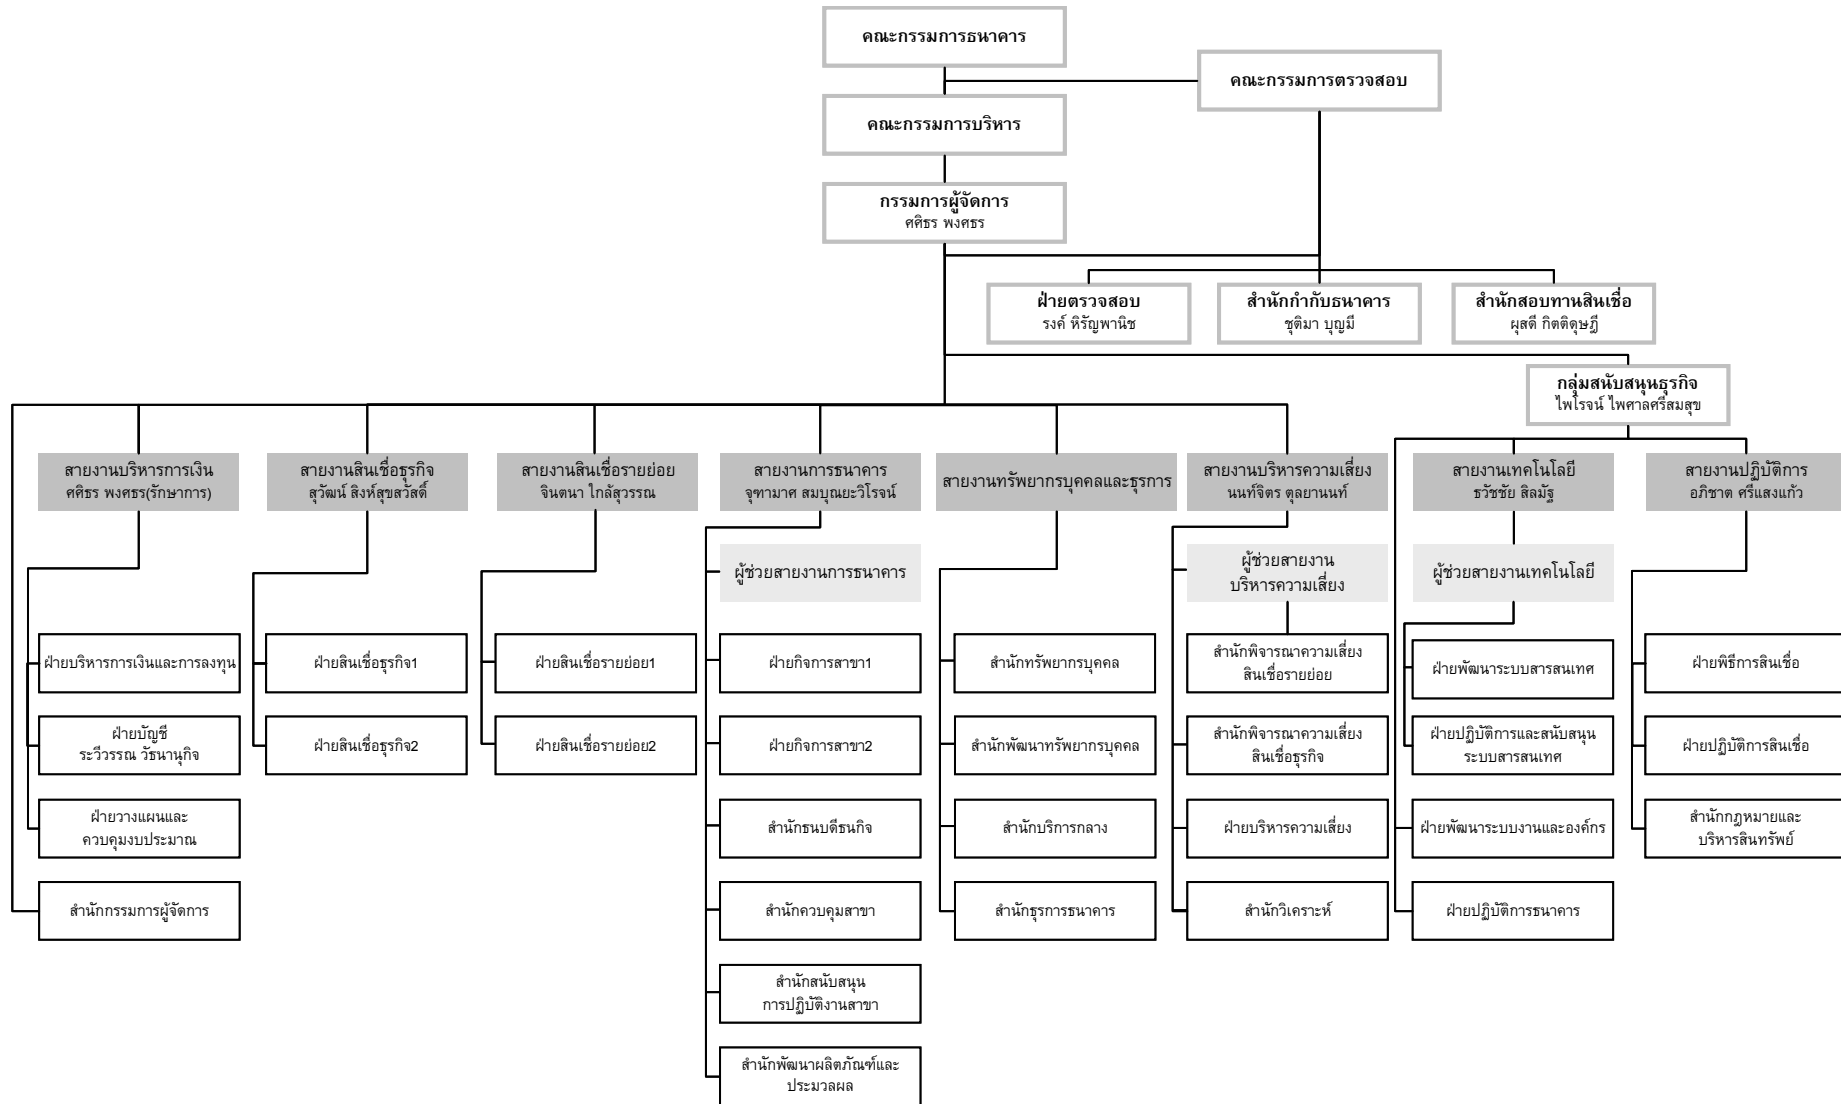 คณะกรรมการธนาคาร
คณะกรรมการตรวจสอบ
คณะกรรมการบริหาร
กรรมการผู้จัดการ
ศศิธร พงศธร
ฝ่ายตรวจสอบ
รงค์ หิรัญพานิช
สำนักกำกับธนาคาร
ชุติมา บุญมี
สำนักสอบทานสินเชื่อ
ผุสดี กิตติดุษฎี
กลุ่มสนับสนุนธุรกิจ
ไพโรจน์ ไพศาลศรีสมสุข
สายงานบริหารการเงิน
ศศิธร พงศธร(รักษาการ)
สายงานสินเชื่อธุรกิจ
สุวัฒน์ สิงห์สุขสวัสดิ์
สายงานสินเชื่อรายย่อย
จินตนา ไกล้สุวรรณ
สายงานการธนาคาร
จุฑามาศ สมบุณยะวิโรจน์
สายงานทรัพยากรบุคคลและธุรการ
สายงานบริหารความเสี่ยง
นนท์จิตร ตุลยานนท์
สายงานเทคโนโลยี
ธวัชชัย สิลมัฐ
สายงานปฏิบัติการ
อภิชาต ศรีแสงแก้ว
ผู้ช่วยสายงานการธนาคาร
ผู้ช่วยสายงาน
บริหารความเสี่ยง
ผู้ช่วยสายงานเทคโนโลยี
ฝ่ายบริหารการเงินและการลงทุน
ฝ่ายสินเชื่อธุรกิจ1
ฝ่ายสินเชื่อรายย่อย1
ฝ่ายกิจการสาขา1
สำนักทรัพยากรบุคคล
สำนักพิจารณาความเสี่ยง
สินเชื่อรายย่อย
ฝ่ายพัฒนาระบบสารสนเทศ
ฝ่ายพิธีการสินเชื่อ
ฝ่ายบัญชี
ระวีวรรณ วัธนานุกิจ
ฝ่ายสินเชื่อธุรกิจ2
ฝ่ายสินเชื่อรายย่อย2
ฝ่ายกิจการสาขา2
สำนักพัฒนาทรัพยากรบุคคล
สำนักพิจารณาความเสี่ยง
สินเชื่อธุรกิจ
ฝ่ายปฏิบัติการและสนับสนุน
ระบบสารสนเทศ
ฝ่ายปฏิบัติการสินเชื่อ
ฝ่ายวางแผนและ
ควบคุมงบประมาณ
สำนักธนบดีธนกิจ
สำนักบริการกลาง
ฝ่ายบริหารความเสี่ยง
ฝ่ายพัฒนาระบบงานและองค์กร
สำนักกฎหมายและ
บริหารสินทรัพย์
สำนักกรรมการผู้จัดการ
สำนักควบคุมสาขา
สำนักธุรการธนาคาร
สำนักวิเคราะห์
ฝ่ายปฏิบัติการธนาคาร
สำนักสนับสนุน
การปฏิบัติงานสาขา
สำนักพัฒนาผลิตภัณฑ์และ
ประมวลผล